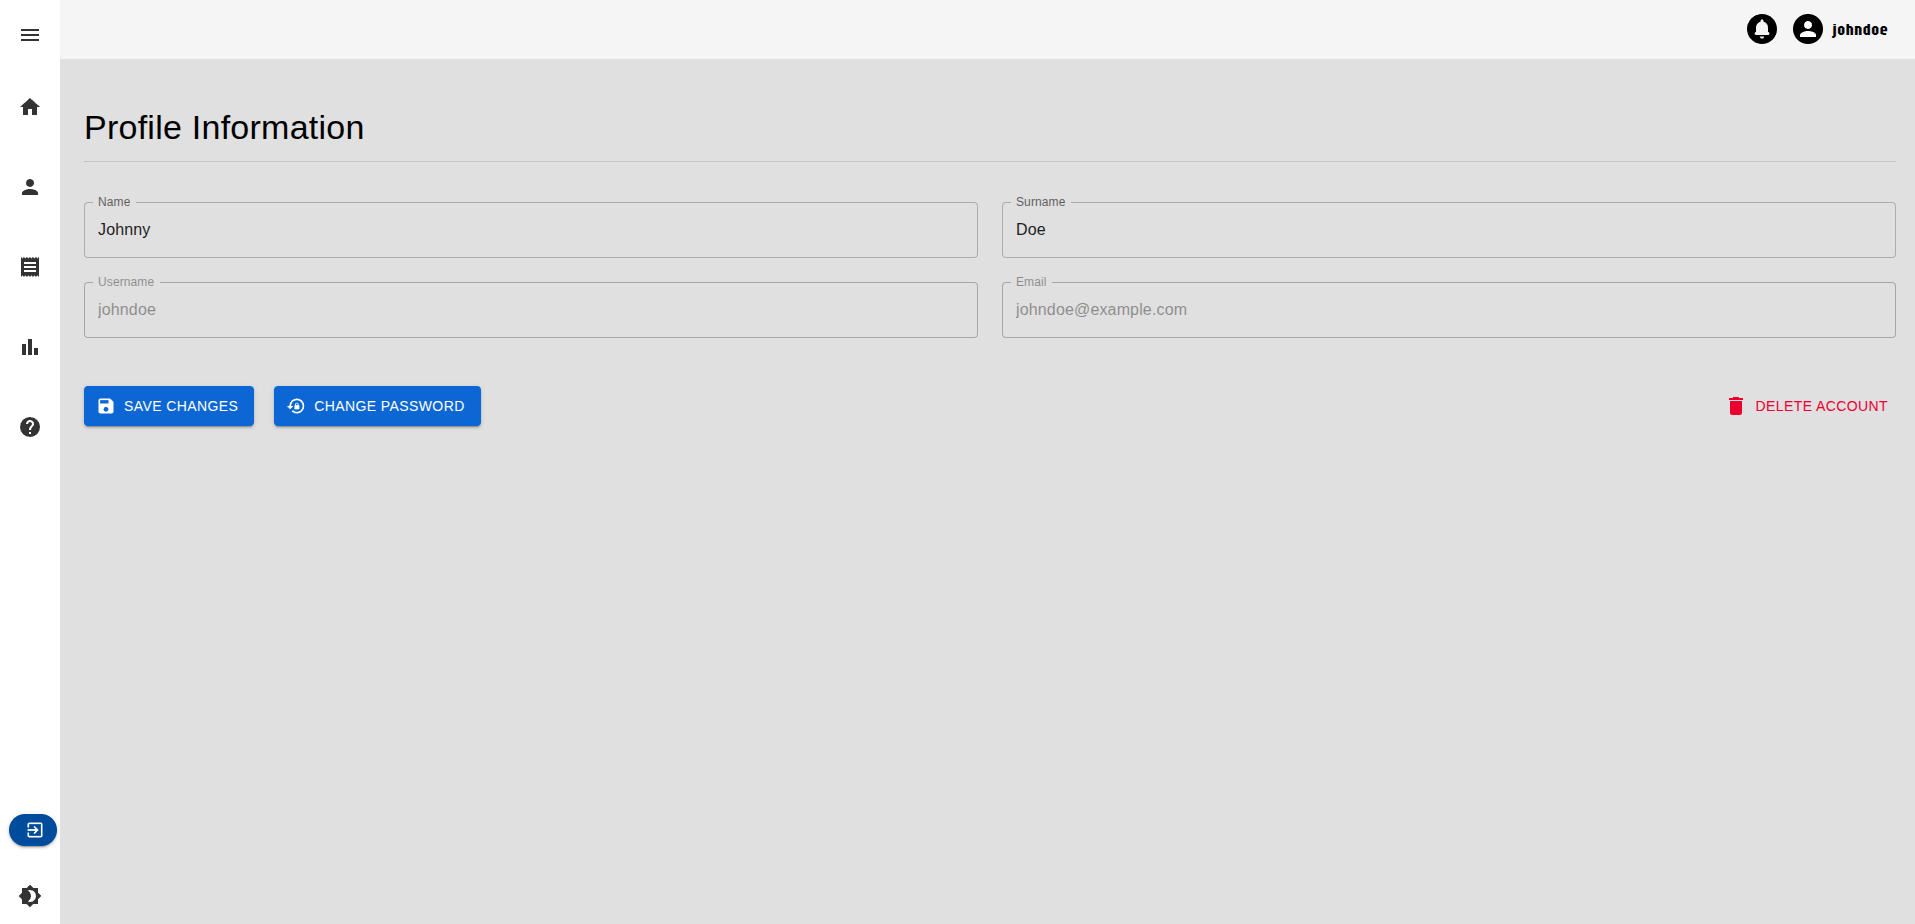 johndoe
Profile Information
Name
Johnny
Surname
Doe
Username
johndoe
Email
johndoe@example.com
SAVE CHANGES
CHANGE PASSWORD
DELETE ACCOUNT